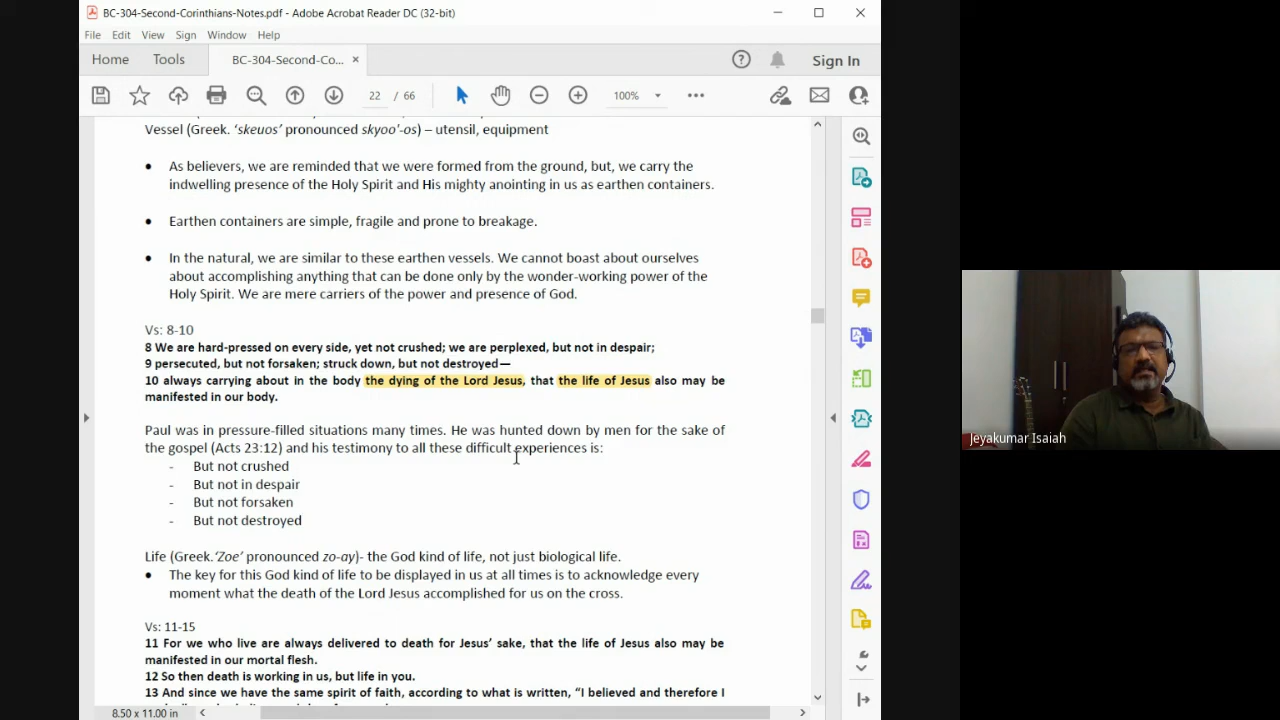 BC-304-Second-Corinthians-Notes.pdf - Adobe Acrobat Reader DC (32-bit)
File Edit View Sign Window Help
Home Tools BC-304-Second-Co... × Sign In
22 / 66 100%
Vessel (Greek. ‘skeuos’ pronounced skyoo'-os) – utensil, equipment
• As believers, we are reminded that we were formed from the ground, but, we carry the
indwelling presence of the Holy Spirit and His mighty anointing in us as earthen containers.
• Earthen containers are simple, fragile and prone to breakage.
• In the natural, we are similar to these earthen vessels. We cannot boast about ourselves
about accomplishing anything that can be done only by the wonder-working power of the
Holy Spirit. We are mere carriers of the power and presence of God.
Vs: 8-10
8 We are hard-pressed on every side, yet not crushed; we are perplexed, but not in despair;
9 persecuted, but not forsaken; struck down, but not destroyed—
10 always carrying about in the body the dying of the Lord Jesus, that the life of Jesus also may be
manifested in our body.
Paul was in pressure-filled situations many times. He was hunted down by men for the sake of
the gospel (Acts 23:12) and his testimony to all these difficult experiences is:
- But not crushed
- But not in despair
- But not forsaken
- But not destroyed
Life (Greek.‘Zoe’ pronounced zo-ay)- the God kind of life, not just biological life.
• The key for this God kind of life to be displayed in us at all times is to acknowledge every
moment what the death of the Lord Jesus accomplished for us on the cross.
Vs: 11-15
11 For we who live are always delivered to death for Jesus’ sake, that the life of Jesus also may be
manifested in our mortal flesh.
12 So then death is working in us, but life in you.
13 And since we have the same spirit of faith, according to what is written, “I believed and therefore I
8.50 x 11.00 in
Jeyakumar Isaiah